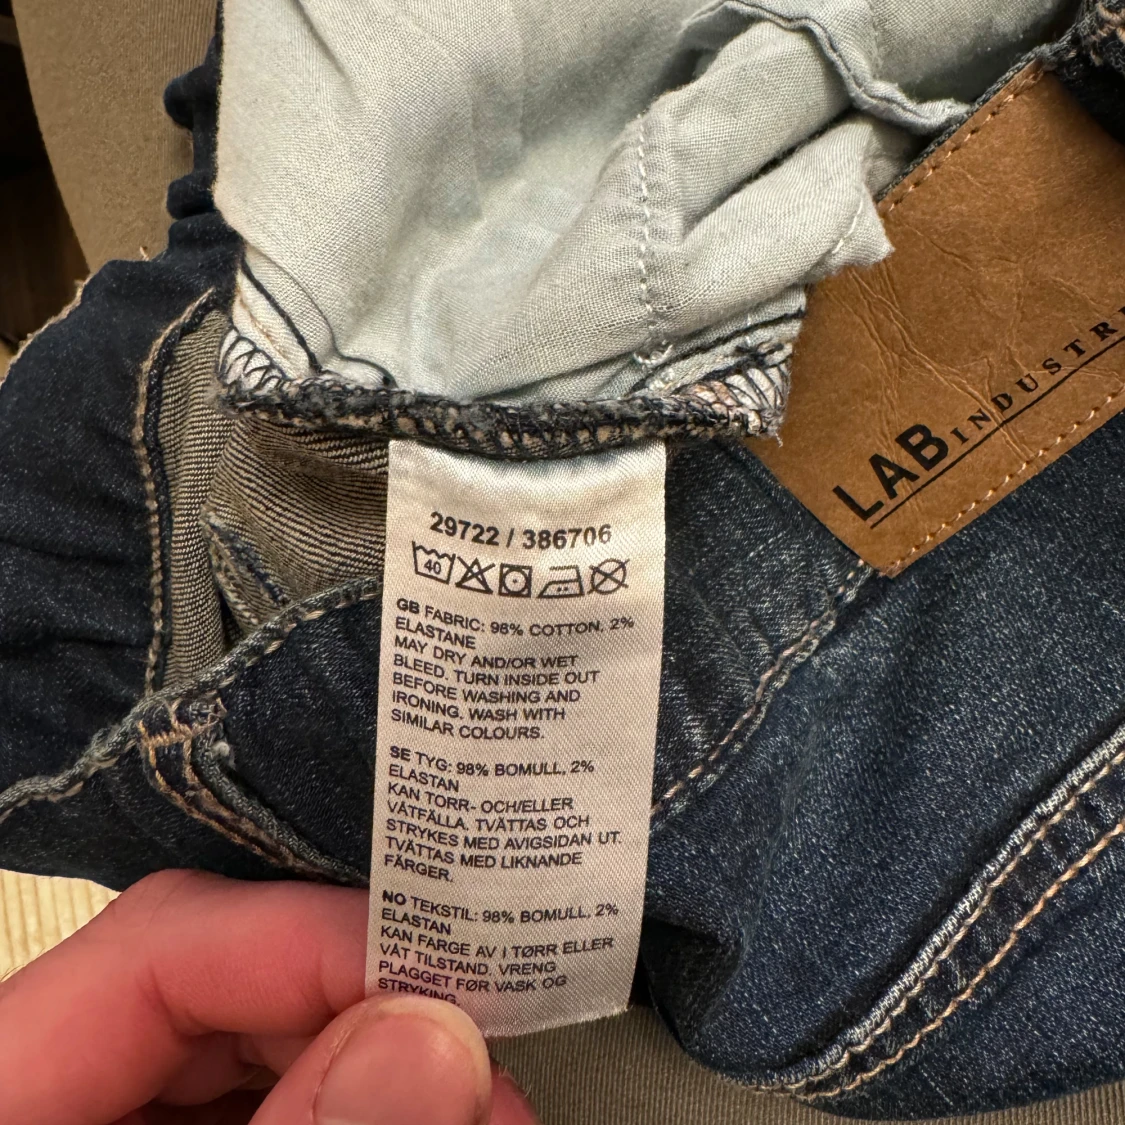 29722 / 386706
40
GB FABRIC: 98% COTTON, 2%
ELASTANE
MAY DRY AND/OR WET
BLEED. TURN INSIDE OUT
BEFORE WASHING AND
IRONING. WASH WITH
SIMILAR COLOURS.
SE TYG: 98% BOMULL, 2%
ELASTAN
KAN TORR- OCH/ELLER
VÅTFÄLLA. TVÄTTAS OCH
STRYKES MED AVIGSIDAN UT.
TVÄTTAS MED LIKNANDE
FÄRGER.
NO TEKSTIL: 98% BOMULL, 2%
ELASTAN
KAN FARGE AV I TØRR ELLER
VÅT TILSTAND. VRENG
PLAGGET FØR VASK OG
STRYKING.
LAB INDUSTRI